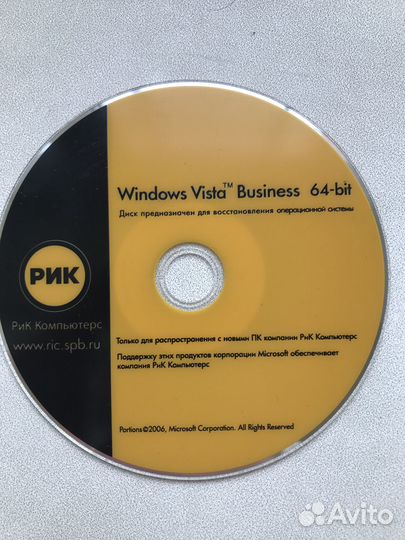 Windows Vista™ Business 64-bit
Диск предназначен для восстановления операционной системы
РИК
РиК Компьютерс
www.ric.spb.ru
Только для распространения с новыми ПК компании РиК Компьютерс
Поддержку этих продуктов корпорации Microsoft обеспечивает
компания РиК Компьютерс
Portions©2006, Microsoft Corporation. All Rights Reserved
Avito